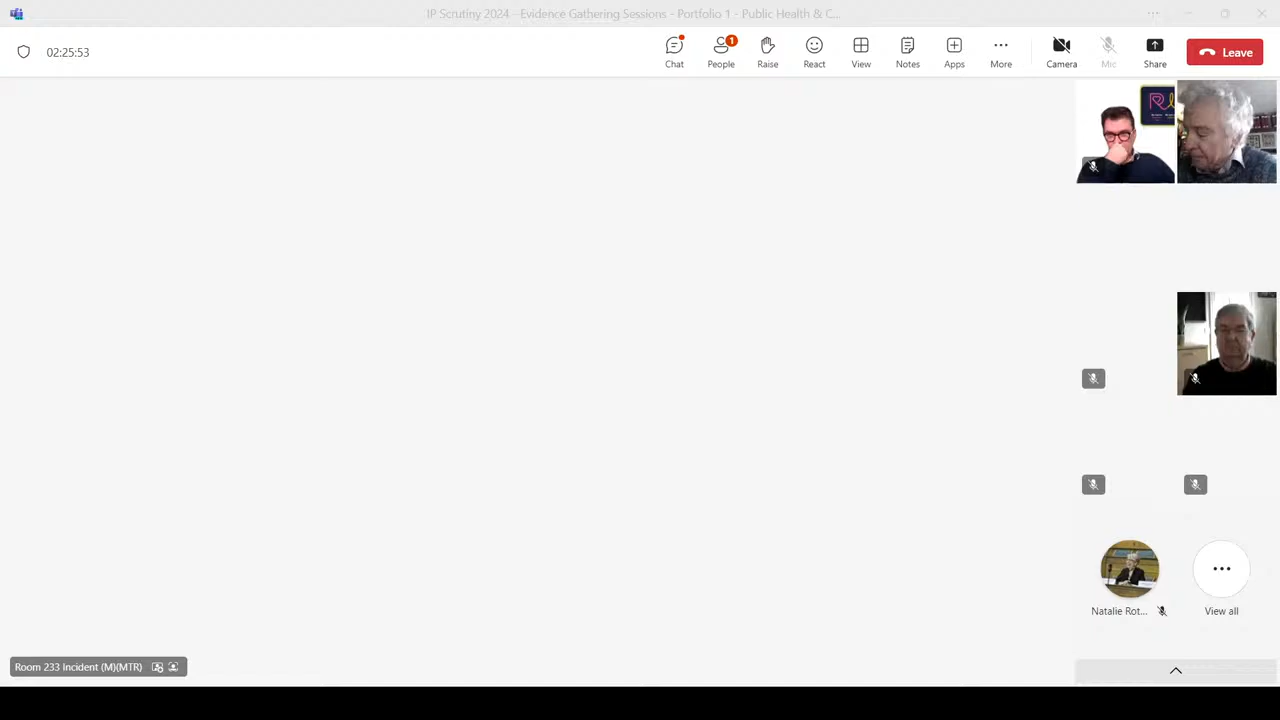 IP Scrutiny 2024 - Evidence Gathering Sessions - Portfolio 1 - Public Health & C...
02:25:53
Chat
People
1
Raise
React
View
Notes
Apps
More
Camera
Mic
Share
Leave
Natalie Rot...
View all
Room 233 Incident (M)(MTR)